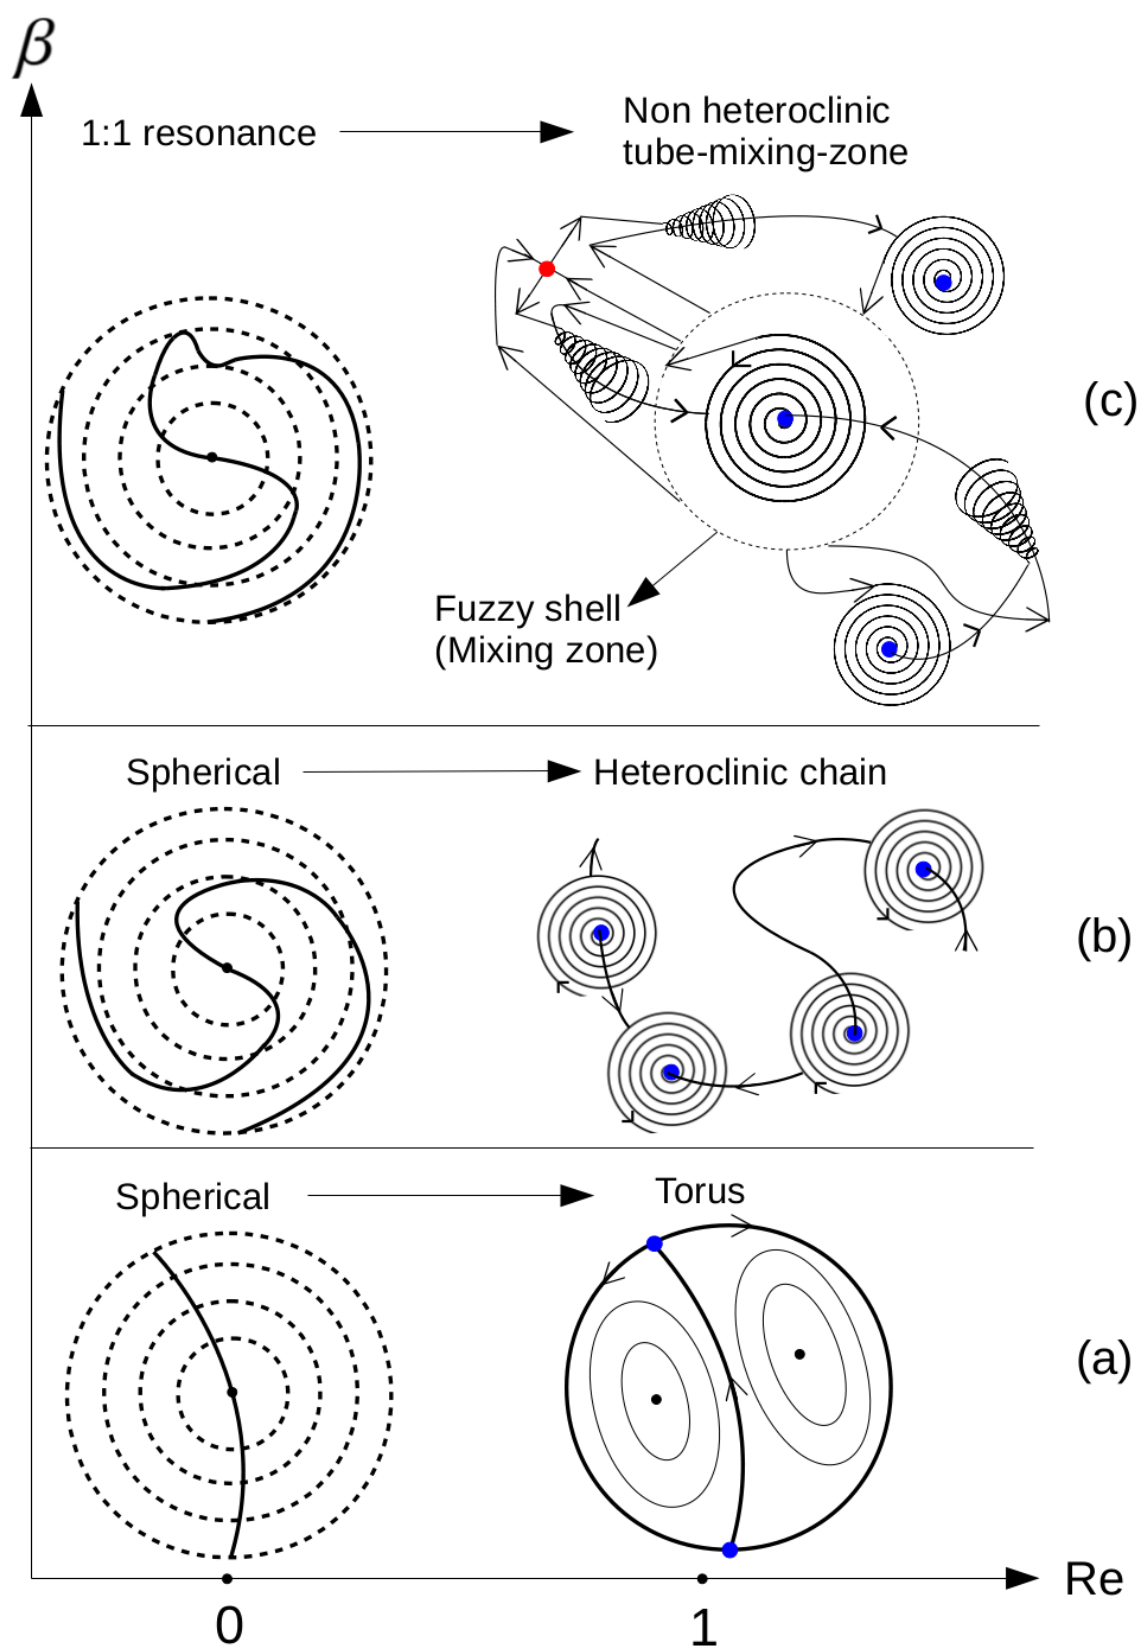 β
1:1 resonance
Non heteroclinic
tube-mixing-zone
(c)
Fuzzy shell
(Mixing zone)
Spherical
Heteroclinic chain
(b)
Spherical
Torus
(a)
Re
0
1